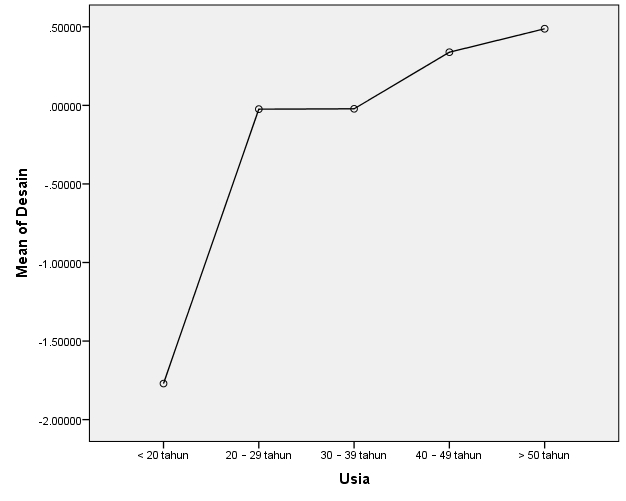 .50000
.00000
-.50000
-1.00000
-1.50000
-2.00000
Mean of Desain
< 20 tahun
20 - 29 tahun
30 - 39 tahun
40 - 49 tahun
> 50 tahun
Usia